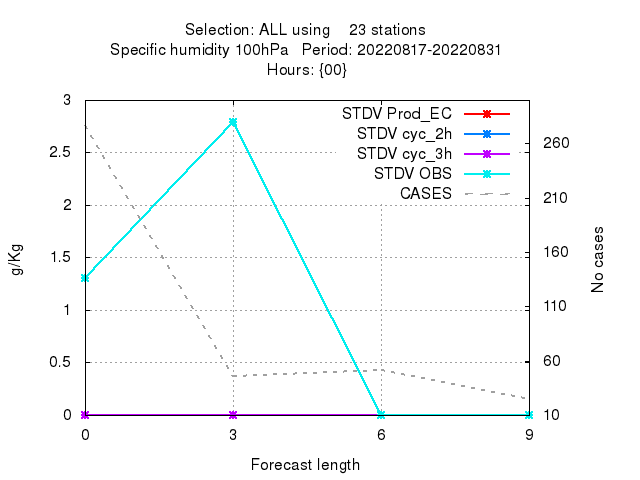 Selection: ALL using    23 stations
Specific humidity 100hPa   Period: 20220817-20220831
Hours: {00}
STDV Prod_EC
STDV cyc_2h
STDV cyc_3h
STDV OBS
CASES
3
2.5
2
1.5
1
0.5
0
g/Kg
260
210
160
110
60
10
No cases
0 3 6 9
Forecast length